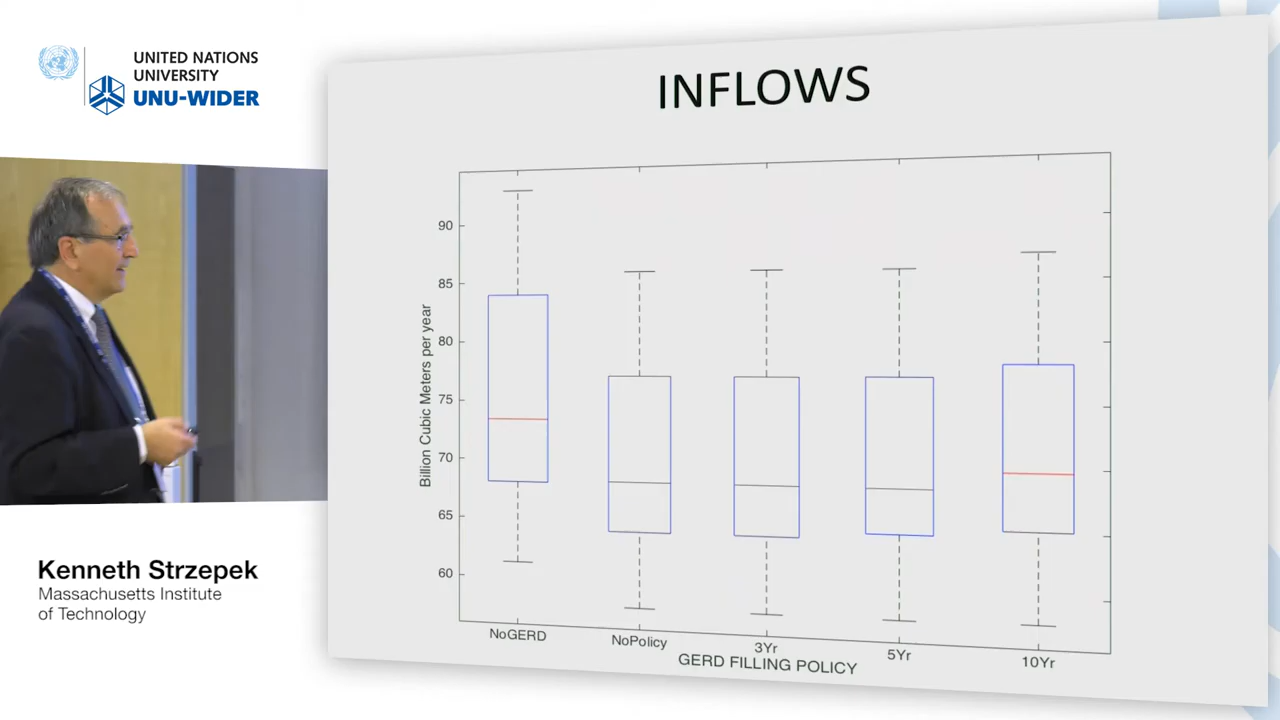 UNITED NATIONS
UNIVERSITY
UNU-WIDER
Kenneth Strzepek
Massachusetts Institute
of Technology
INFLOWS
Billion Cubic Meters per year
90
85
80
75
70
65
60
NoGERD
NoPolicy
3Yr
5Yr
10Yr
GERD FILLING POLICY